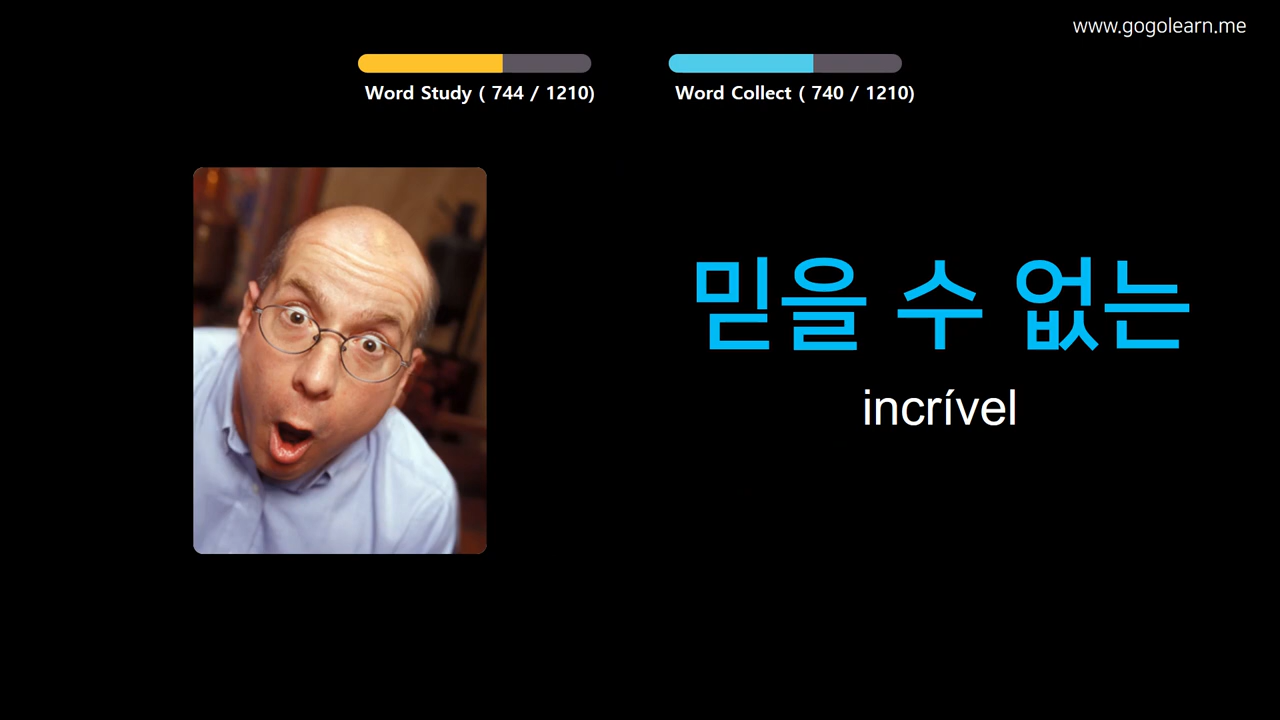 www.gogolearn.me
Word Study ( 744 / 1210)
Word Collect ( 740 / 1210)
믿을 수 없는
incrível